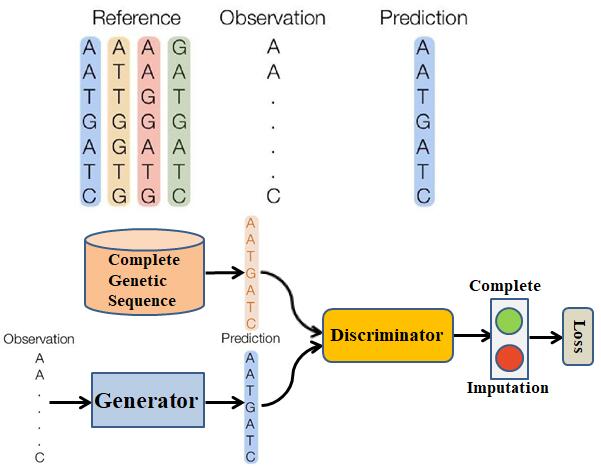 Reference Observation Prediction
A A A G A A
A T A A A A
T T G T . T
G G G G . G
A G A A . A
T T T T . T
C G G C C C
Complete
Genetic
Sequence
A
A
T
G
A
T
C
Observation
A
A
.
.
.
.
C
Generator
Prediction
A
A
T
G
A
T
C
Discriminator
Complete
Imputation
Loss